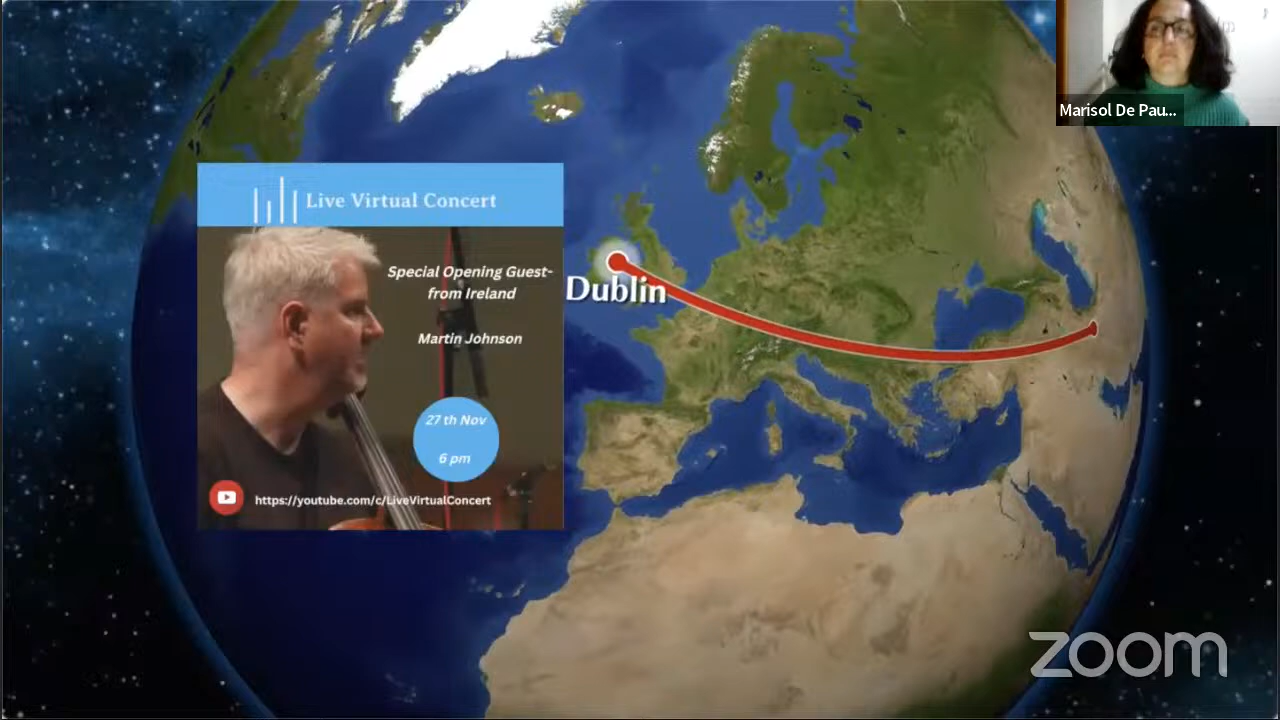 Marisol De Pau...
Live Virtual Concert
Special Opening Guest-
from Ireland
Martin Johnson
Dublin
27 th Nov
6 pm
https://youtube.com/c/LiveVirtualConcert
zoom